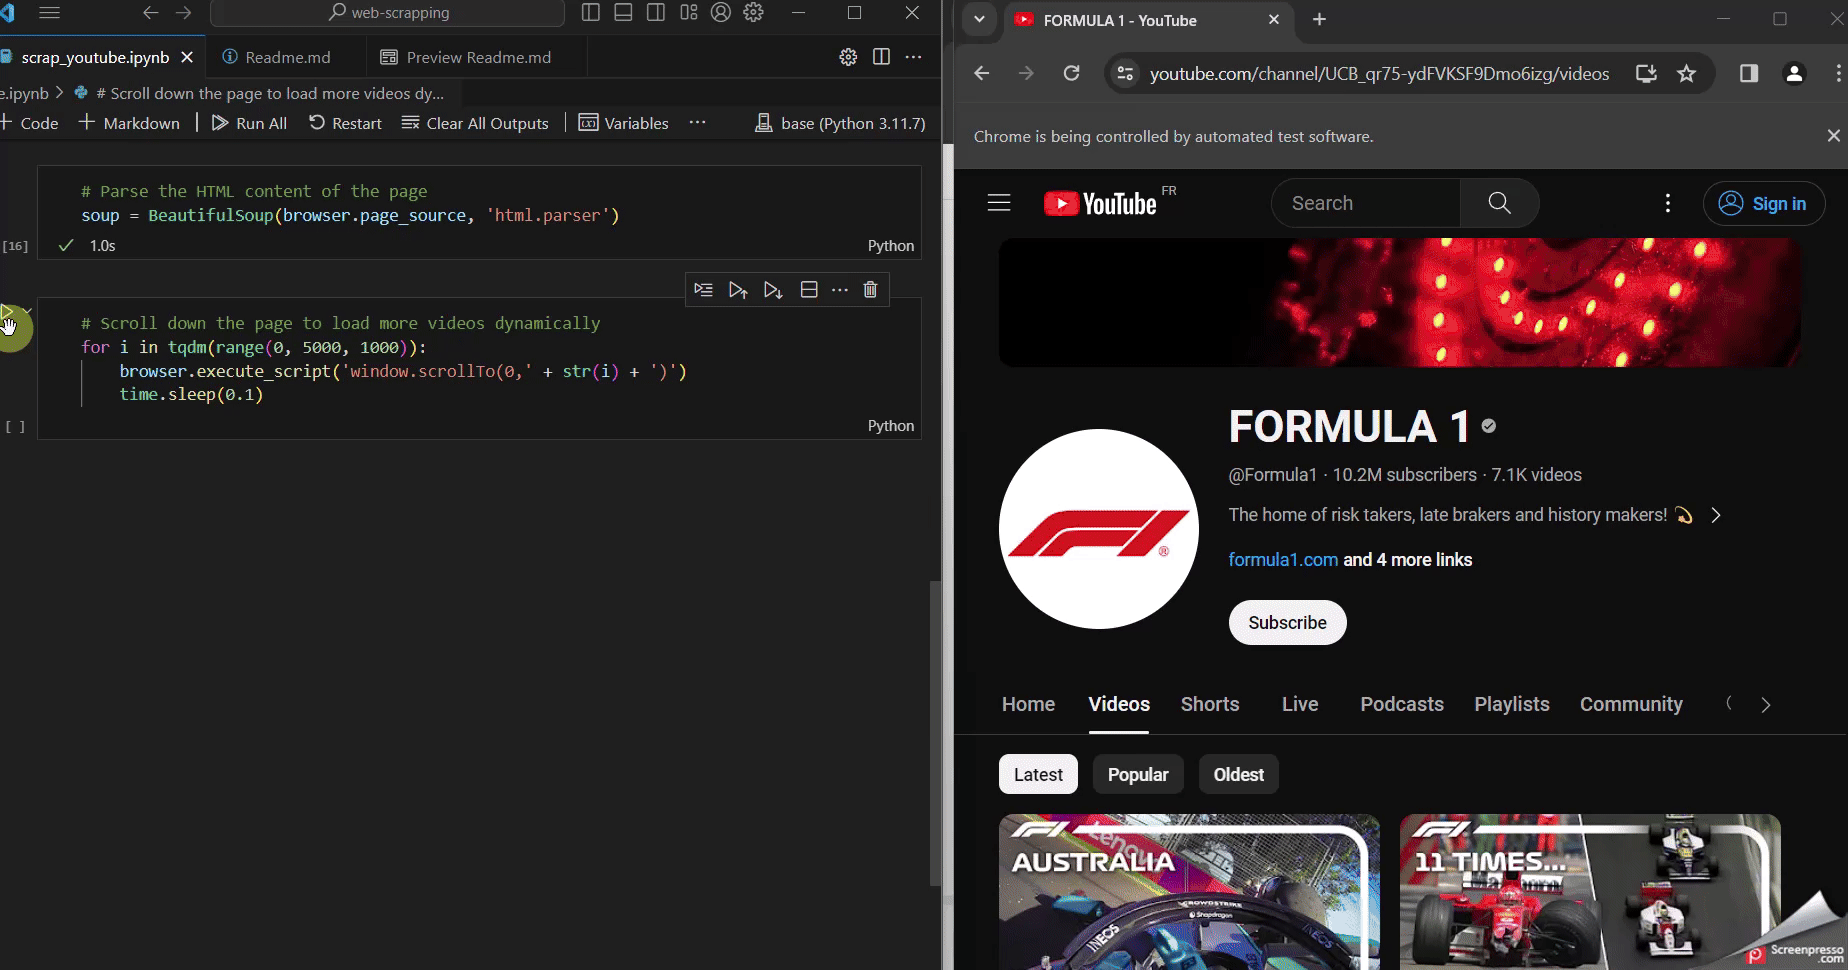 web-scrapping
scrap_youtube.ipynb
Readme.md
Preview Readme.md
e.ipynb > # Scroll down the page to load more videos dy...
+ Code + Markdown
Run All
Restart
Clear All Outputs
Variables
base (Python 3.11.7)
# Parse the HTML content of the page
soup = BeautifulSoup(browser.page_source, 'html.parser')
[16]
1.0s
Python
# Scroll down the page to load more videos dynamically
for i in tqdm(range(0, 5000, 1000)):
browser.execute_script('window.scrollTo(0,' + str(i) + ')')
time.sleep(0.1)
[ ]
Python
FORMULA 1 - YouTube
youtube.com/channel/UCB_qr75-ydFVKSF9Dmo6izg/videos
Chrome is being controlled by automated test software.
YouTube FR
Search
Sign in
FORMULA 1
@Formula1 · 10.2M subscribers · 7.1K videos
The home of risk takers, late brakers and history makers! 💫
formula1.com and 4 more links
Subscribe
Home Videos Shorts Live Podcasts Playlists Community
Latest Popular Oldest
F1
Lenovo
AUSTRALIA
CROWDSTRIKE
Snapdragon
INEOS
INEOS
F1
11 TIMES...
Screenpresso
.com